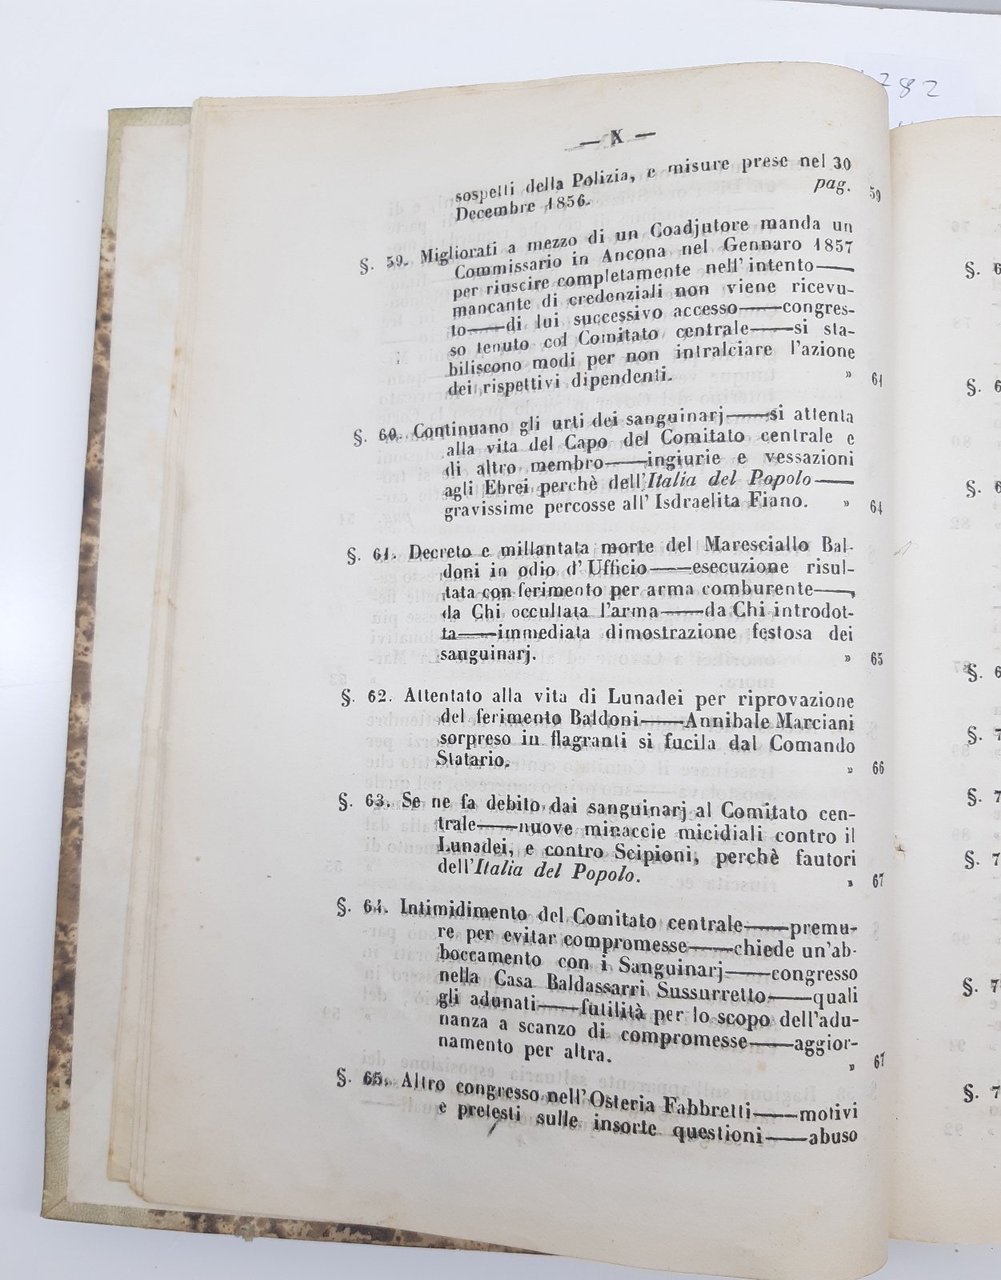 282
— X —
sospetti della Polizia, e misure prese nel 30
Decembre 1856. pag. 59
§. 59. Migliorati a mezzo di un Coadjutore manda un
Commissario in Ancona nel Gennaro 1857
per riuscire completamente nell'intento——
mancante di credenziali non viene ricevu-
to——di lui successivo accesso——congres-
so tenuto col Comitato centrale——si sta-
biliscono modi per non intralciare l'azione
dei rispettivi dipendenti. » 61
§. 60. Continuano gli urti dei sanguinarj——si attenta
alla vita del Capo del Comitato centrale e
di altro membro——ingiurie e vessazioni
agli Ebrei perchè dell'Italia del Popolo——
gravissime percosse all'Isdraelita Fiano. » 64
§. 61. Decreto e millantata morte del Maresciallo Bal-
doni in odio d'Ufficio——esecuzione risul-
tata con ferimento per arma comburente——,
da Chi occultata l'arma——da Chi introdot-
ta——immediata dimostrazione festosa dei
sanguinarj. » 65
§. 62. Attentato alla vita di Lunadei per riprovazione
del ferimento Baldoni——Annibale Marciani
sorpreso in flagranti si fucila dal Comando
Statario. » 66
§. 63. Se ne fa debito dai sanguinarj al Comitato cen-
trale——nuove minaccie micidiali contro il
Lunadei, e contro Scipioni, perchè fautori
dell'Italia del Popolo. » 67
§. 64. Intimidimento del Comitato centrale——premu-
re per evitar compromesse——chiede un'ab-
boccamento con i Sanguinarj——congresso
nella Casa Baldassarri Sussurretto——quali
gli adunati——futilità per lo scopo dell'adu-
nanza a scanzo di compromesse——aggior-
namento per altra. » 67
§. 65. Altro congresso nell'Osteria Fabbretti——motivi
e pretesti sulle insorte questioni——abuso
§. 6
§. 6
§. 6
§. 6
§. 7
§. 7
§. 7
§. 7
§. 7